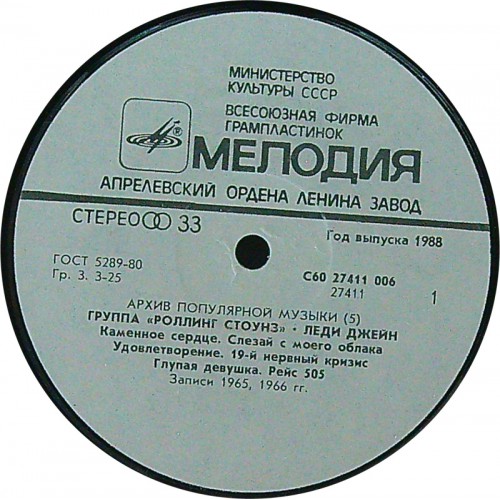 МИНИСТЕРСТВО
КУЛЬТУРЫ СССР
ВСЕСОЮЗНАЯ ФИРМА
ГРАМПЛАСТИНОК
®
МЕЛОДИЯ
АПРЕЛЕВСКИЙ ОРДЕНА ЛЕНИНА ЗАВОД
СТЕРЕО 33
Год выпуска 1988
ГОСТ 5289-80
Гр. 3. 3-25
С60 27411 006
27411
1
АРХИВ ПОПУЛЯРНОЙ МУЗЫКИ (5)
ГРУППА «РОЛЛИНГ СТОУНЗ» · ЛЕДИ ДЖЕЙН
Каменное сердце. Слезай с моего облака
Удовлетворение. 19-й нервный кризис
Глупая девушка. Рейс 505
Записи 1965, 1966 гг.